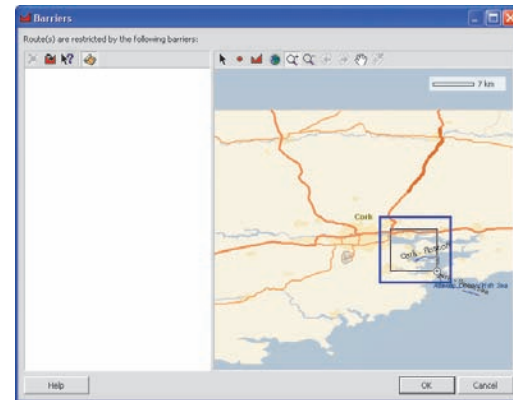 Barriers
Route(s) are restricted by the following barriers:
7 km
Cork
Help
OK
Cancel